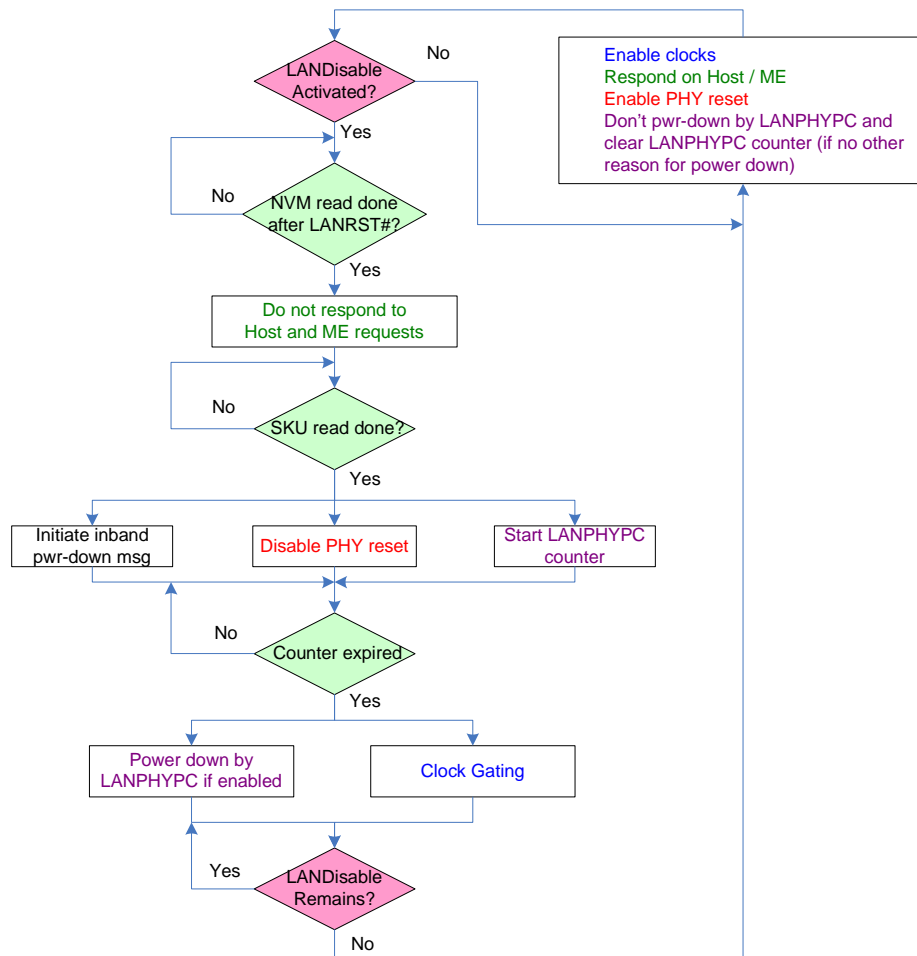 LANDisable
Activated?
No
Yes
Enable clocks
Respond on Host / ME
Enable PHY reset
Don't pwr-down by LANPHYPC and
clear LANPHYPC counter (if no other
reason for power down)
No
NVM read done
after LANRST#?
Yes
Do not respond to
Host and ME requests
No
SKU read done?
Yes
Initiate inband
pwr-down msg
Disable PHY reset
Start LANPHYPC
counter
No
Counter expired
Yes
Power down by
LANPHYPC if enabled
Clock Gating
Yes
LANDisable
Remains?
No